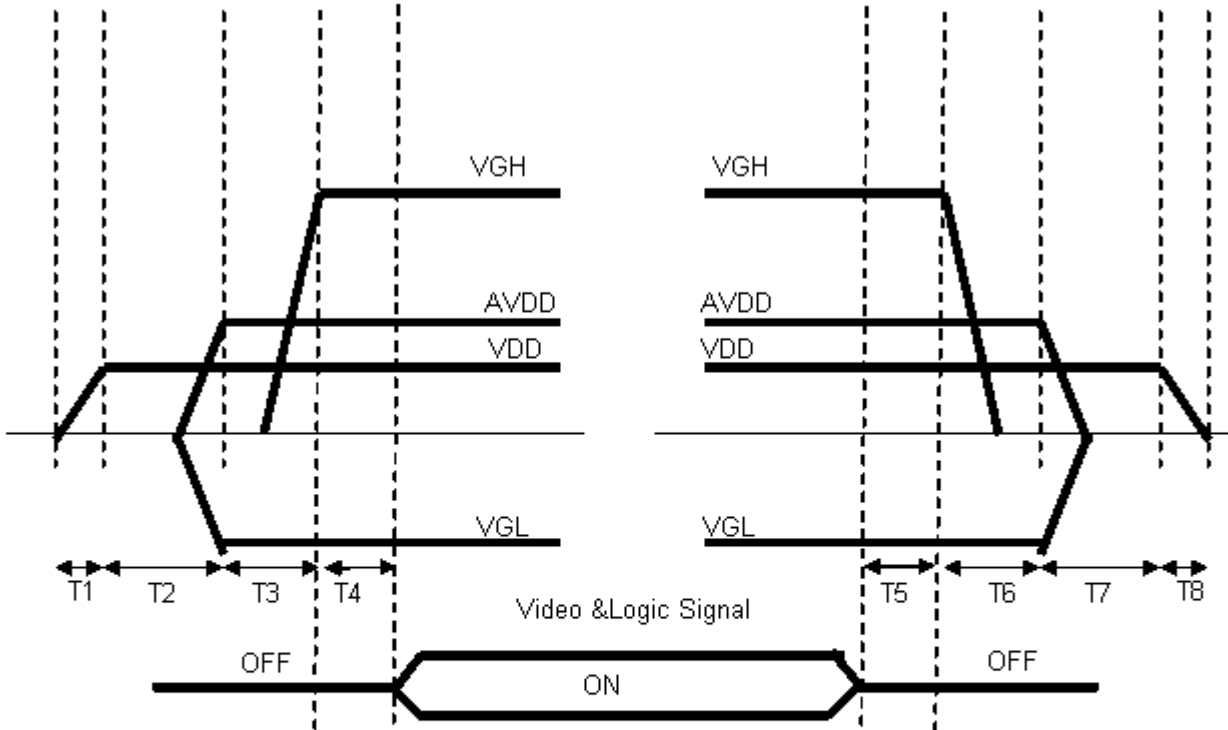 VGH VGH
AVDD AVDD
VDD VDD
VGL VGL
T1 T2 T3 T4 T5 T6 T7 T8
Video &Logic Signal
OFF OFF
ON